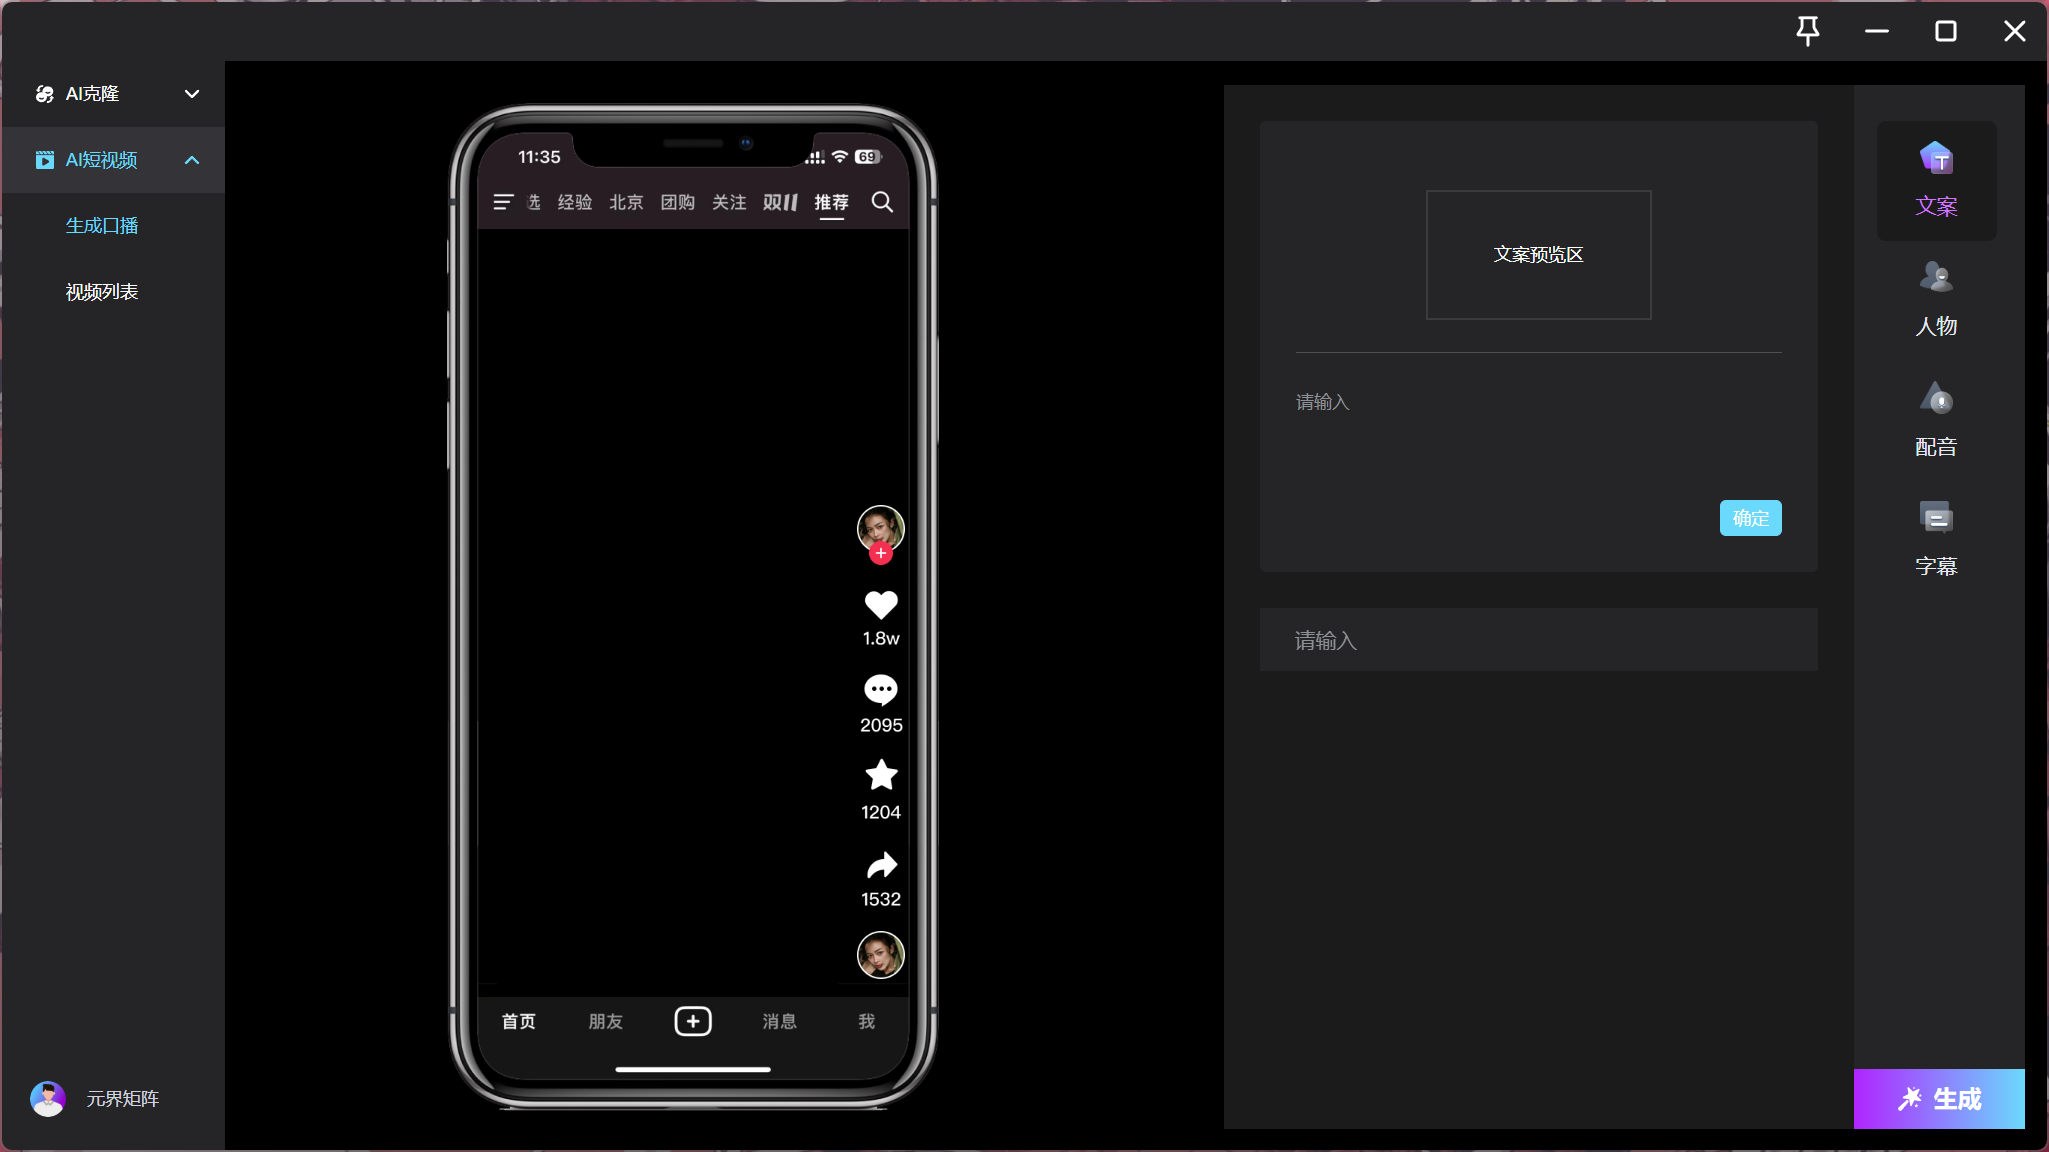 AI克隆
AI短视频
生成口播
视频列表
元界矩阵
11:35
69
选 经验 北京 团购 关注 双11 推荐
1.8w
2095
1204
1532
首页 朋友 消息 我
文案预览区
请输入
确定
请输入
文案
人物
配音
字幕
生成